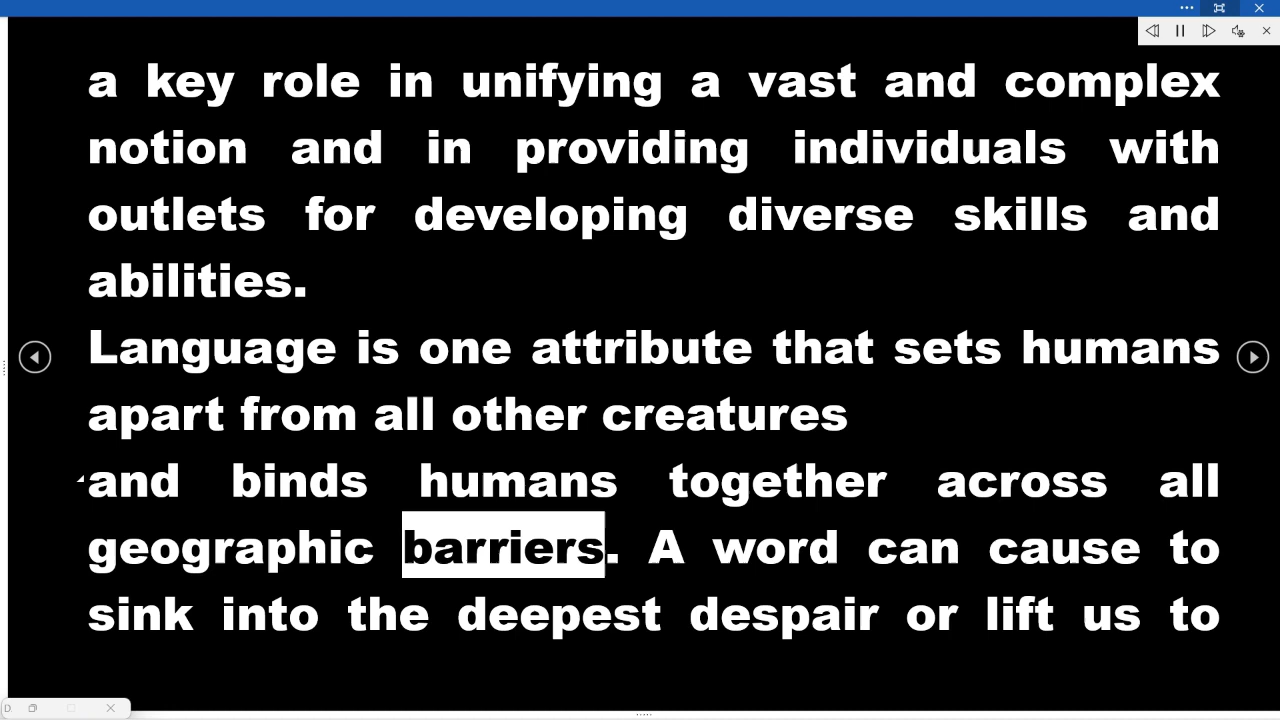 a key role in unifying a vast and complex
notion and in providing individuals with
outlets for developing diverse skills and
abilities.
Language is one attribute that sets humans
apart from all other creatures
and binds humans together across all
geographic barriers. A word can cause to
sink into the deepest despair or lift us to
D